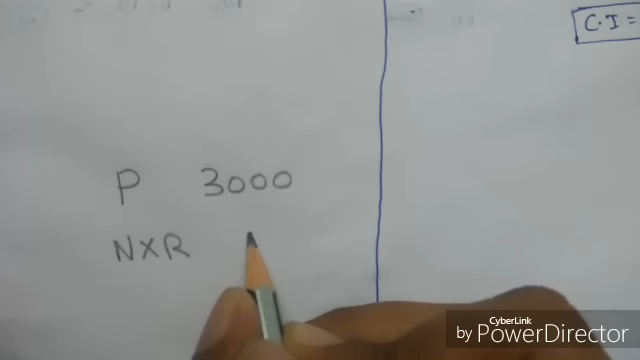 C.I =
P 3000
NXR
CyberLink
by PowerDirector